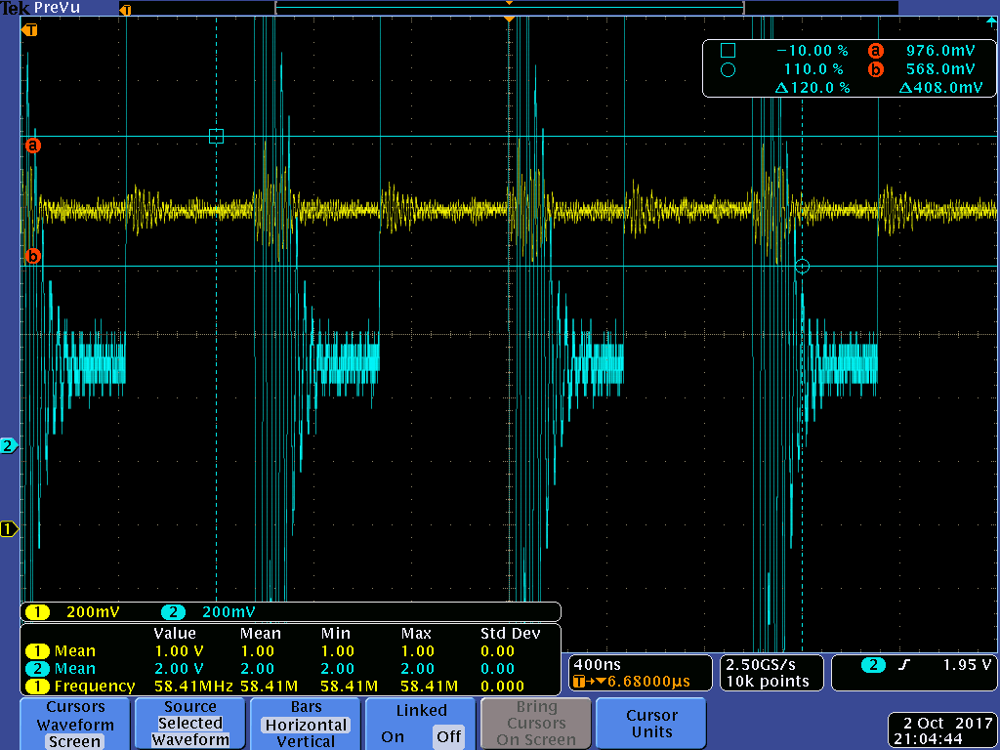 Tek PreVu
T
T
−10.00 % a 976.0mV
110.0 % b 568.0mV
Δ120.0 % Δ408.0mV
a
b
2
1
1 200mV 2 200mV
Value Mean Min Max Std Dev
1 Mean 1.00 V 1.00 1.00 1.00 0.00
2 Mean 2.00 V 2.00 2.00 2.00 0.00
1 Frequency 58.41MHz 58.41M 58.41M 58.41M 0.000
400ns
T→▼6.68000µs
2.50GS/s
10k points
2 ƒ 1.95 V
Cursors
Waveform
Screen
Source
Selected
Waveform
Bars
Horizontal
Vertical
Linked
On Off
Bring
Cursors
On Screen
Cursor
Units
2 Oct 2017
21:04:44